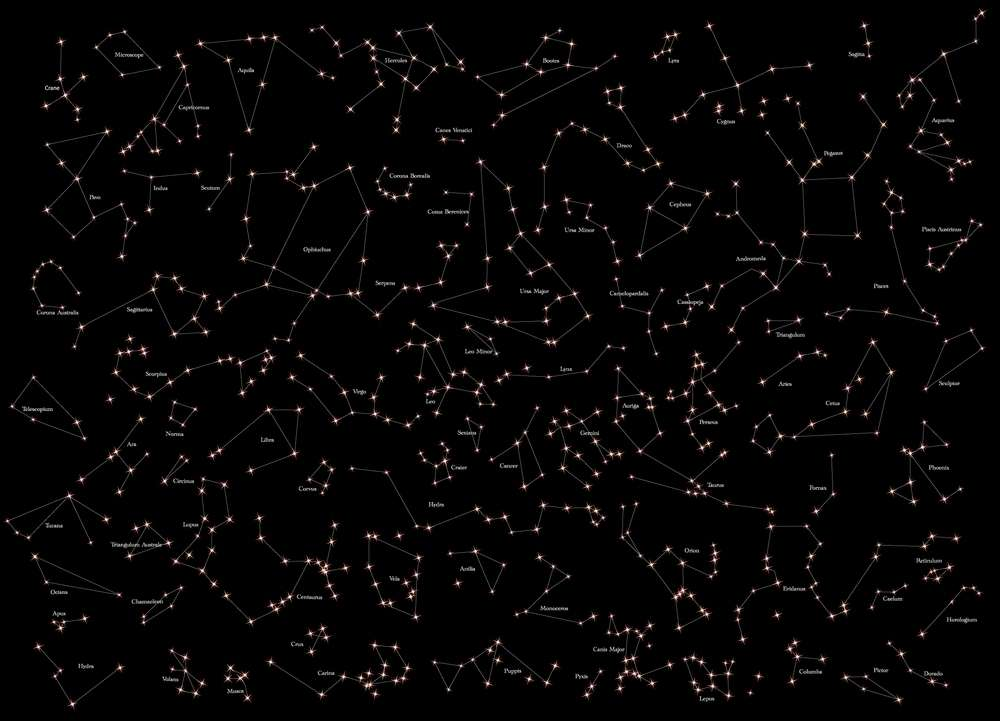 Microscope
Aquila
Hercules
Bootes
Lyra
Sagitta
Crane
Capricornus
Cygnus
Aquarius
Canes Venatici
Draco
Pegasus
Indus
Scutum
Corona Borealis
Pavo
Coma Berenices
Cepheus
Ursa Minor
Piscis Austrinus
Ophiuchus
Andromeda
Serpens
Pisces
Ursa Major
Camelopardalis
Cassiopeja
Corona Australis
Sagittarius
Triangulum
Leo Minor
Lynx
Scorpius
Aries
Sculptor
Virgo
Leo
Auriga
Cetus
Telescopium
Perseus
Norma
Sextans
Gemini
Ara
Libra
Crater
Cancer
Phoenix
Circinus
Corvus
Taurus
Fornax
Hydra
Tucana
Lupus
Triangulum Australe
Orion
Reticulum
Antlia
Vela
Octans
Centaurus
Eridanus
Chamaeleon
Monoceros
Caelum
Apus
Horologium
Crux
Canis Major
Hydra
Carina
Puppis
Columba
Pictor
Dorado
Volans
Pyxis
Musca
Lepus